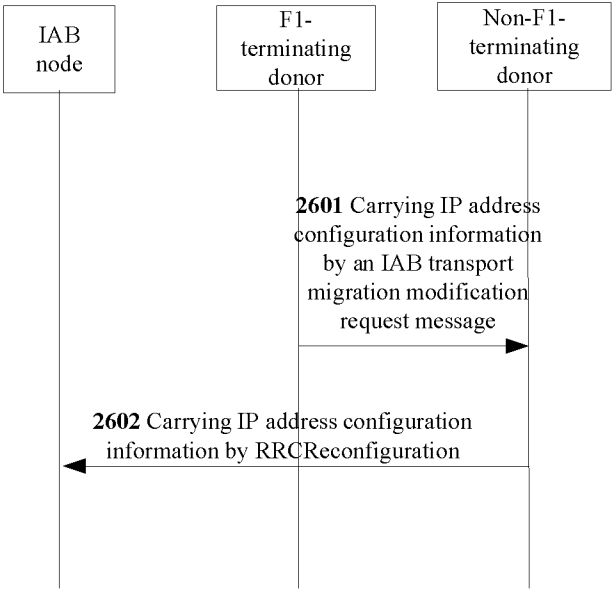 IAB
node
F1-
terminating
donor
Non-F1-
terminating
donor
2601 Carrying IP address
configuration information
by an IAB transport
migration modification
request message
2602 Carrying IP address configuration
information by RRCReconfiguration